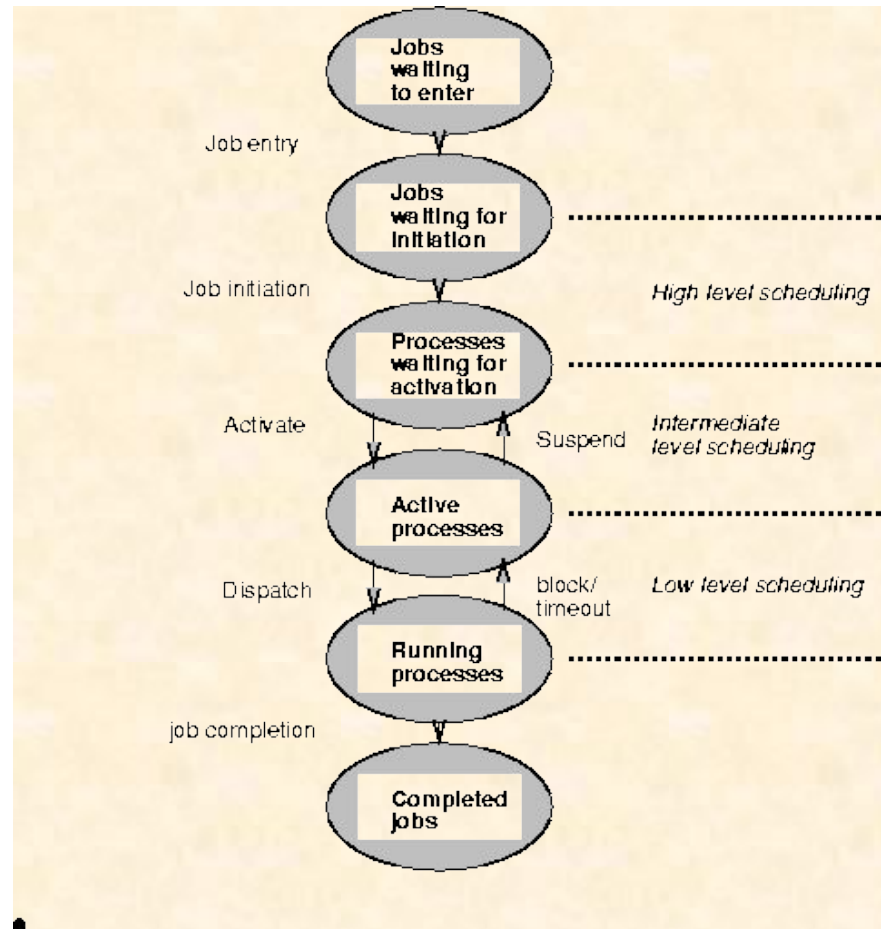 Jobs
waiting
to enter
Job entry
Jobs
waiting for
initiation
Job initiation
High level scheduling
Processes
waiting for
activation
Activate
Suspend
Intermediate
level scheduling
Active
processes
Dispatch
block/
timeout
Low level scheduling
Running
processes
job completion
Completed
jobs